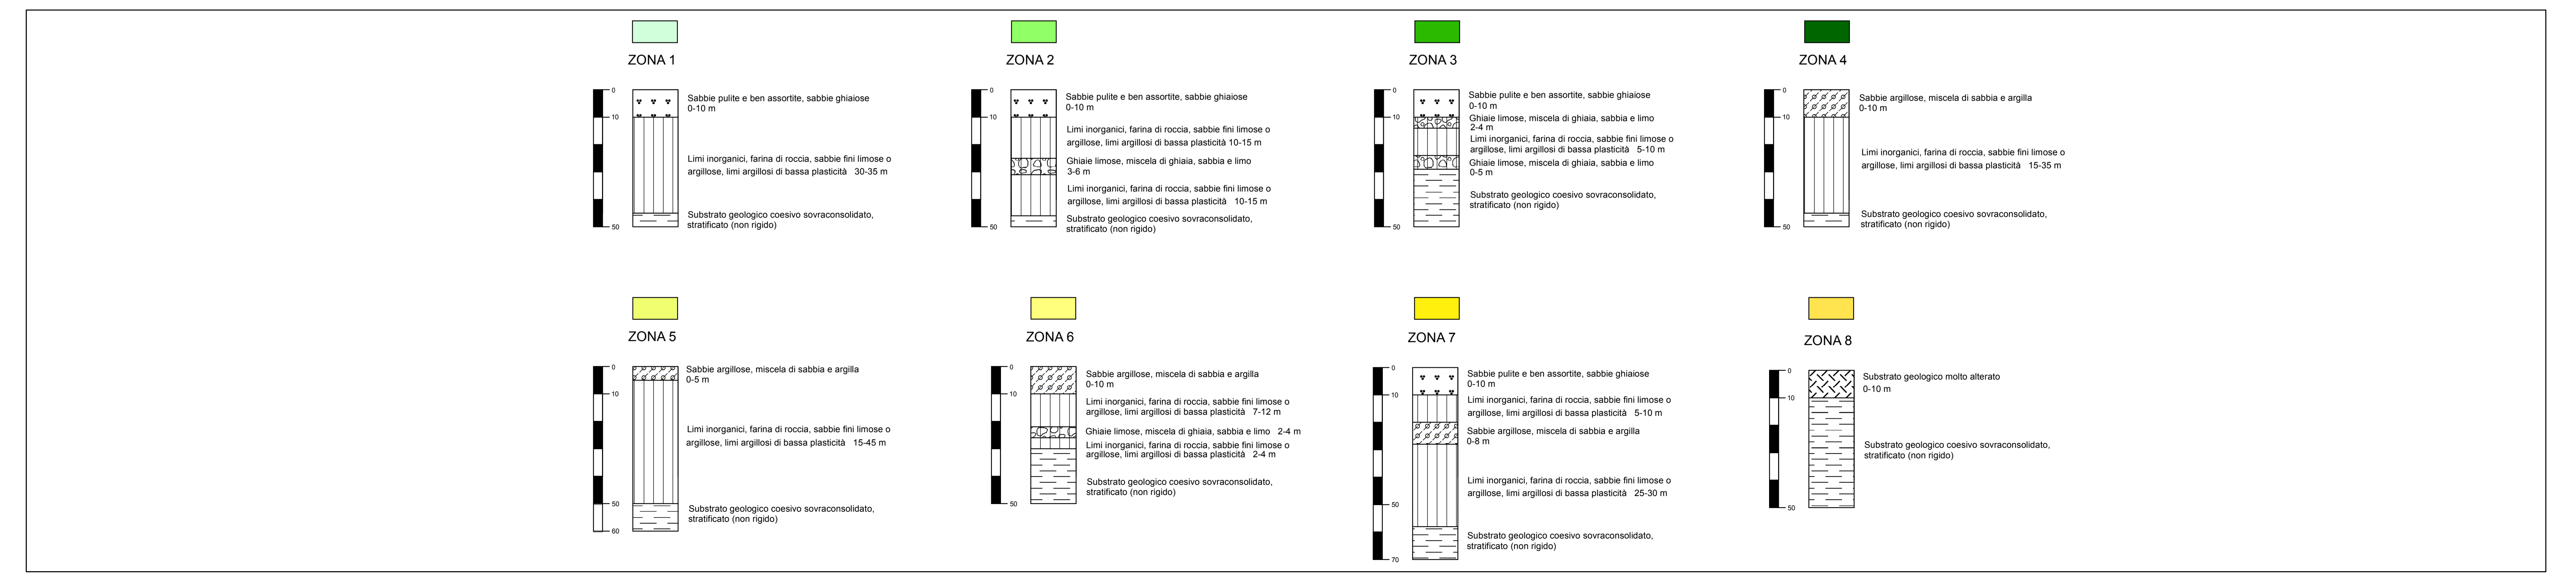 ZONA 1
0
10
50
Sabbie pulite e ben assortite, sabbie ghiaiose
0-10 m
Limi inorganici, farina di roccia, sabbie fini limose o
argillose, limi argillosi di bassa plasticità 30-35 m
Substrato geologico coesivo sovraconsolidato,
stratificato (non rigido)
ZONA 2
0
10
50
Sabbie pulite e ben assortite, sabbie ghiaiose
0-10 m
Limi inorganici, farina di roccia, sabbie fini limose o
argillose, limi argillosi di bassa plasticità 10-15 m
Ghiaie limose, miscela di ghiaia, sabbia e limo
3-6 m
Limi inorganici, farina di roccia, sabbie fini limose o
argillose, limi argillosi di bassa plasticità 10-15 m
Substrato geologico coesivo sovraconsolidato,
stratificato (non rigido)
ZONA 3
0
10
50
Sabbie pulite e ben assortite, sabbie ghiaiose
0-10 m
Ghiaie limose, miscela di ghiaia, sabbia e limo
2-4 m
Limi inorganici, farina di roccia, sabbie fini limose o
argillose, limi argillosi di bassa plasticità 5-10 m
Ghiaie limose, miscela di ghiaia, sabbia e limo
0-5 m
Substrato geologico coesivo sovraconsolidato,
stratificato (non rigido)
ZONA 4
0
10
50
Sabbie argillose, miscela di sabbia e argilla
0-10 m
Limi inorganici, farina di roccia, sabbie fini limose o
argillose, limi argillosi di bassa plasticità 15-35 m
Substrato geologico coesivo sovraconsolidato,
stratificato (non rigido)
ZONA 5
0
10
50
60
Sabbie argillose, miscela di sabbia e argilla
0-5 m
Limi inorganici, farina di roccia, sabbie fini limose o
argillose, limi argillosi di bassa plasticità 15-45 m
Substrato geologico coesivo sovraconsolidato,
stratificato (non rigido)
ZONA 6
0
10
50
Sabbie argillose, miscela di sabbia e argilla
0-10 m
Limi inorganici, farina di roccia, sabbie fini limose o
argillose, limi argillosi di bassa plasticità 7-12 m
Ghiaie limose, miscela di ghiaia, sabbia e limo 2-4 m
Limi inorganici, farina di roccia, sabbie fini limose o
argillose, limi argillosi di bassa plasticità 2-4 m
Substrato geologico coesivo sovraconsolidato,
stratificato (non rigido)
ZONA 7
0
10
50
70
Sabbie pulite e ben assortite, sabbie ghiaiose
0-10 m
Limi inorganici, farina di roccia, sabbie fini limose o
argillose, limi argillosi di bassa plasticità 5-10 m
Sabbie argillose, miscela di sabbia e argilla
0-8 m
Limi inorganici, farina di roccia, sabbie fini limose o
argillose, limi argillosi di bassa plasticità 25-30 m
Substrato geologico coesivo sovraconsolidato,
stratificato (non rigido)
ZONA 8
0
10
50
Substrato geologico molto alterato
0-10 m
Substrato geologico coesivo sovraconsolidato,
stratificato (non rigido)